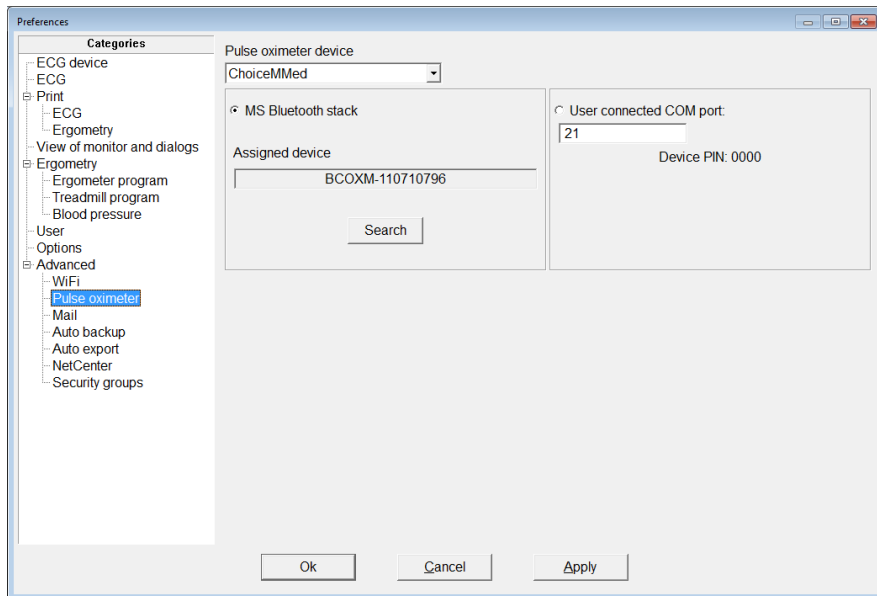 Preferences
Categories
ECG device
ECG
Print
ECG
Ergometry
View of monitor and dialogs
Ergometry
Ergometer program
Treadmill program
Blood pressure
User
Options
Advanced
WiFi
Pulse oximeter
Mail
Auto backup
Auto export
NetCenter
Security groups
Pulse oximeter device
ChoiceMMed
MS Bluetooth stack
Assigned device
BCOXM-110710796
Search
User connected COM port:
21
Device PIN: 0000
Ok
Cancel
Apply